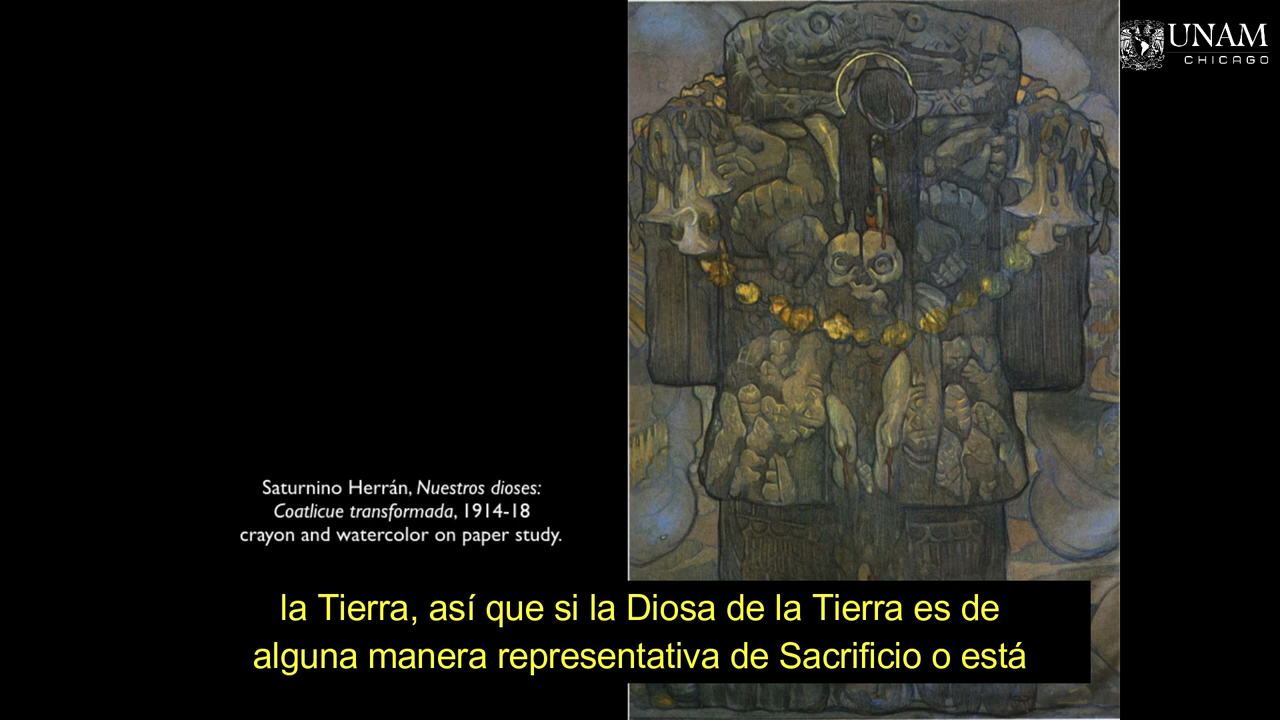 UNAM
CHICAGO
Saturnino Herrán, Nuestros dioses:
Coatlicue transformada, 1914-18
crayon and watercolor on paper study.
la Tierra, así que si la Diosa de la Tierra es de
alguna manera representativa de Sacrificio o está